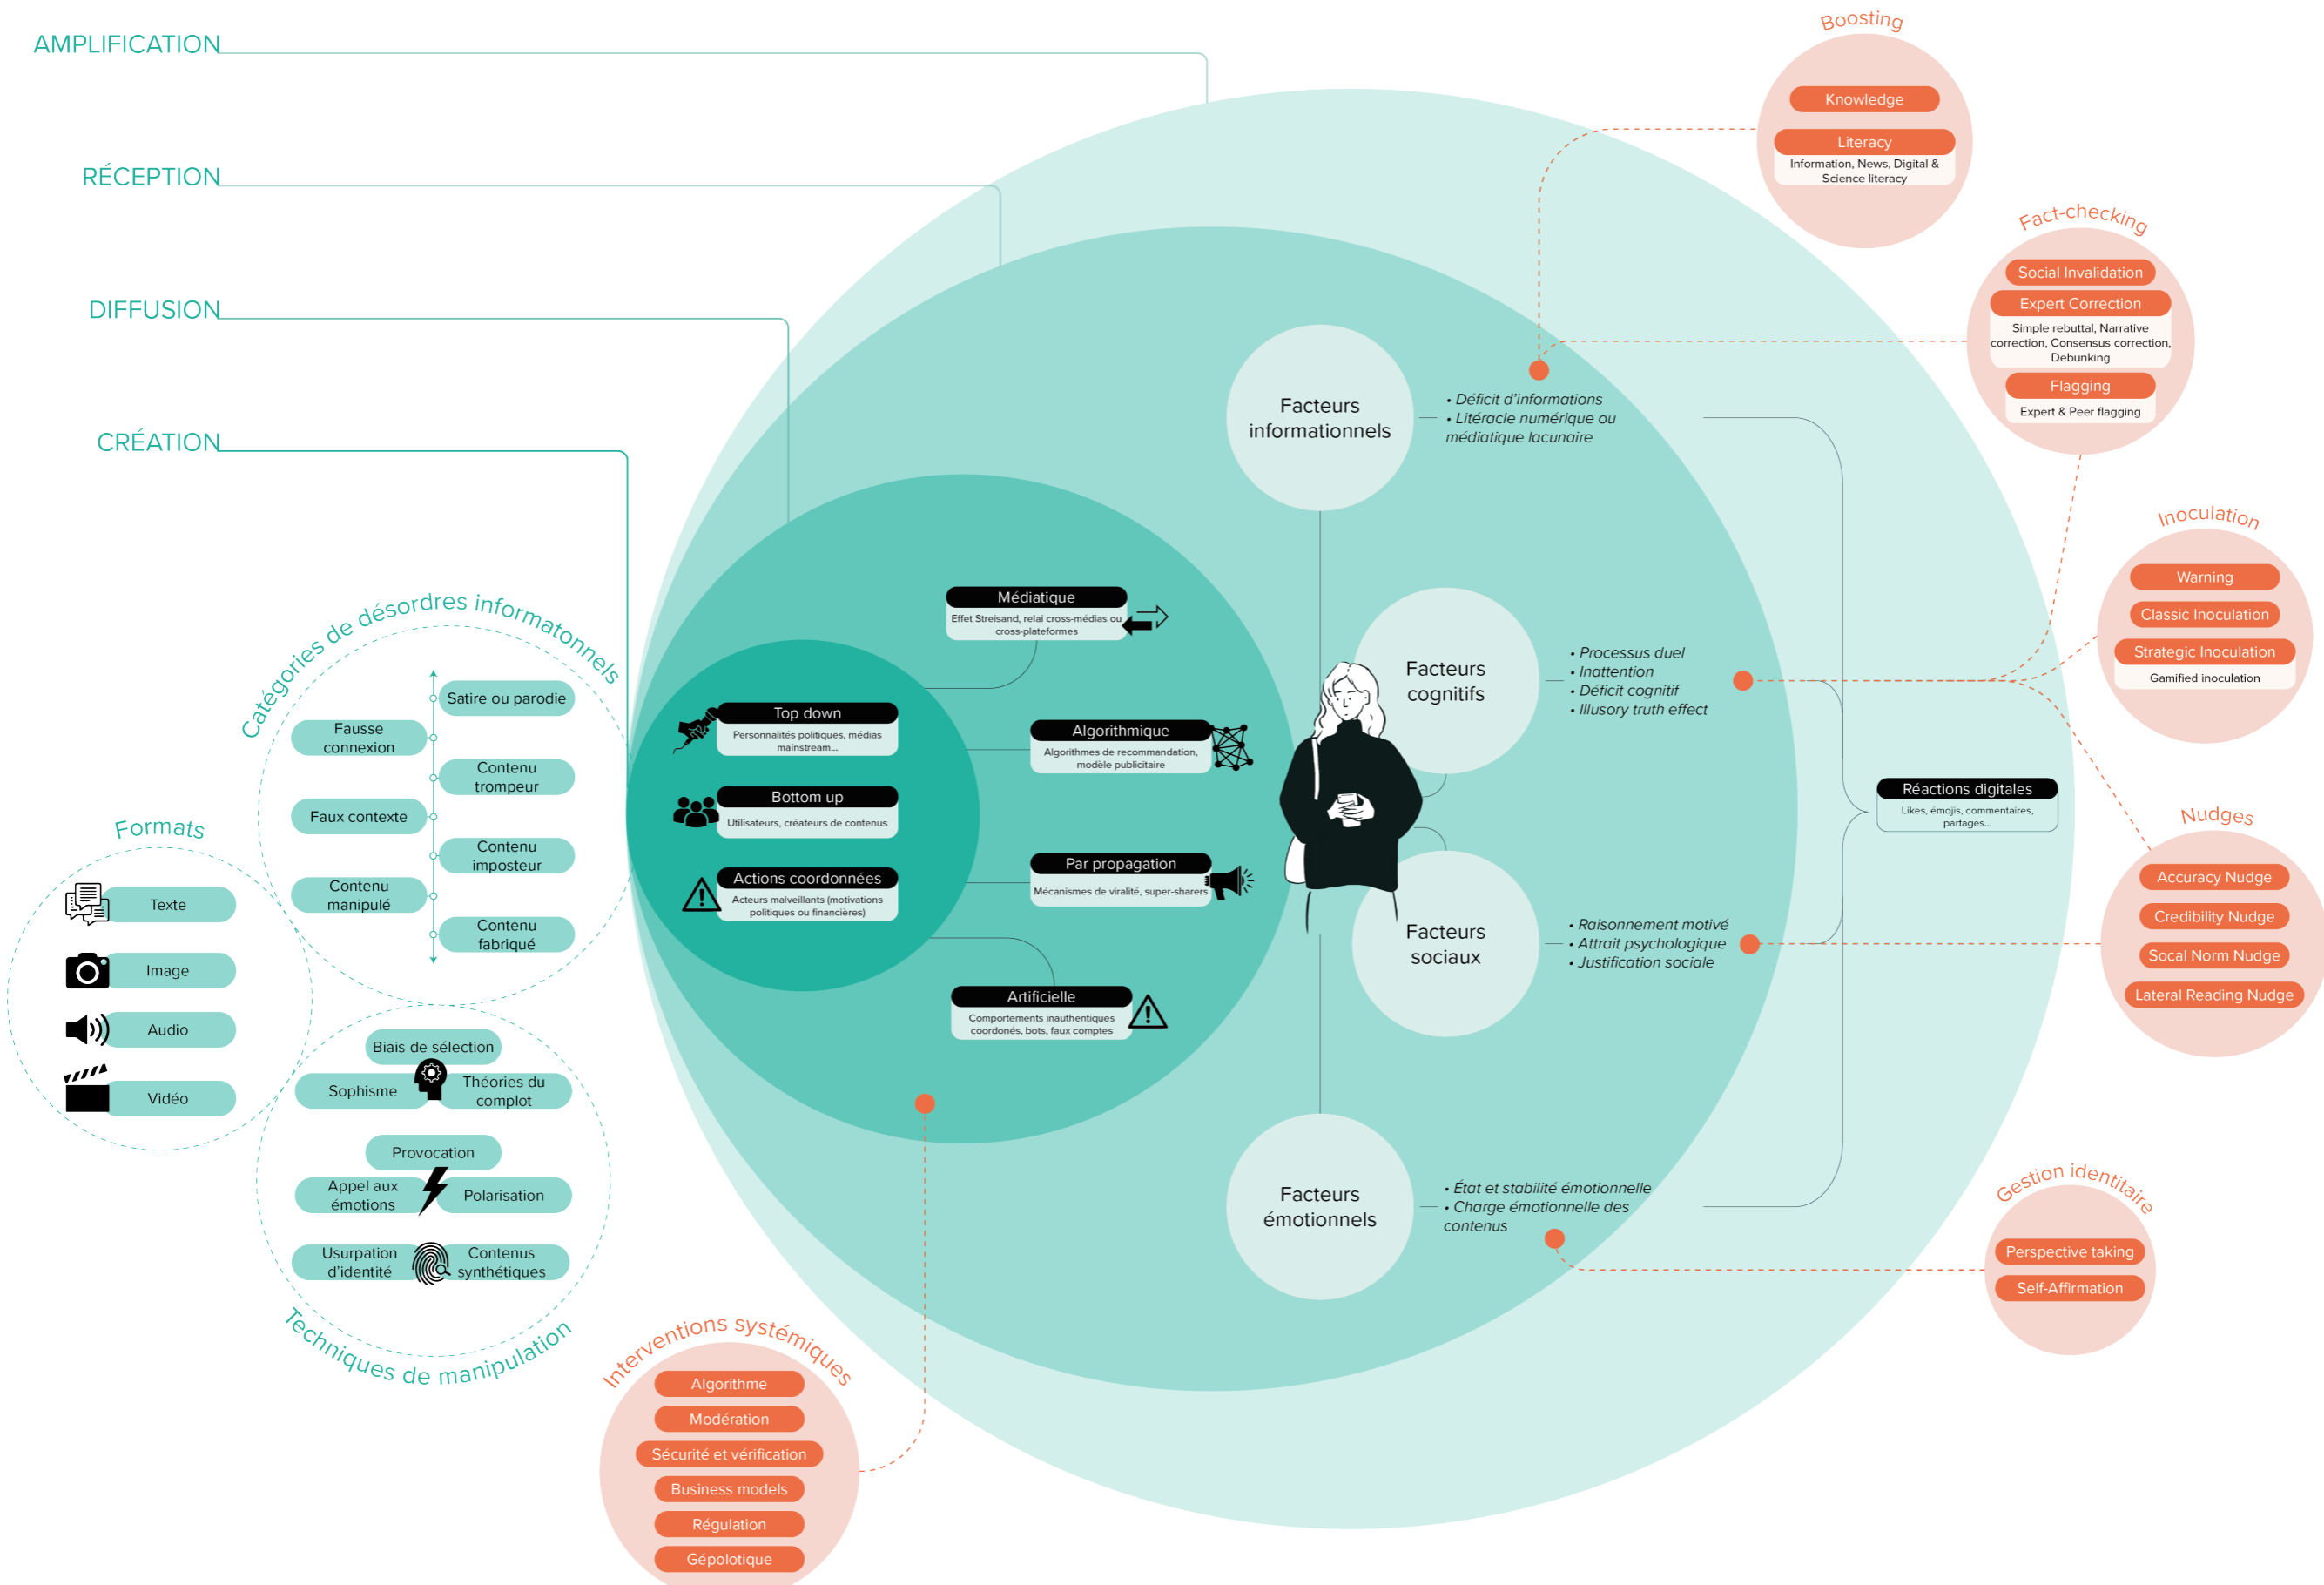 AMPLIFICATION
RÉCEPTION
DIFFUSION
CRÉATION
Catégories de désordres informatonnels
Satire ou parodie
Fausse
connexion
Contenu
trompeur
Faux contexte
Contenu
imposteur
Contenu
manipulé
Contenu
fabriqué
Formats
Texte
Image
Audio
Vidéo
Biais de sélection
Sophisme
Théories du
complot
Provocation
Appel aux
émotions
Polarisation
Usurpation
d'identité
Contenus
synthétiques
Techniques de manipulation
Top down
Personnalités politiques, médias
mainstream...
Bottom up
Utilisateurs, créateurs de contenus
Actions coordonnées
Acteurs malveillants (motivations
politiques ou financières)
Médiatique
Effet Streisand, relai cross-médias ou
cross-plateformes
Algorithmique
Algorithmes de recommandation,
modèle publicitaire
Par propagation
Mécanismes de viralité, super-sharers
Artificielle
Comportements inauthentiques
coordonés, bots, faux comptes
Facteurs
informationnels
• Déficit d'informations
• Litéracie numérique ou
médiatique lacunaire
Facteurs
cognitifs
• Processus duel
• Inattention
• Déficit cognitif
• Illusory truth effect
Facteurs
sociaux
• Raisonnement motivé
• Attrait psychologique
• Justification sociale
Facteurs
émotionnels
• État et stabilité émotionnelle
• Charge émotionnelle des
contenus
Réactions digitales
Likes, émojis, commentaires,
partages...
Boosting
Knowledge
Literacy
Information, News, Digital &
Science literacy
Fact-checking
Social Invalidation
Expert Correction
Simple rebuttal, Narrative
correction, Consensus correction,
Debunking
Flagging
Expert & Peer flagging
Inoculation
Warning
Classic Inoculation
Strategic Inoculation
Gamified inoculation
Nudges
Accuracy Nudge
Credibility Nudge
Socal Norm Nudge
Lateral Reading Nudge
Gestion identitaire
Perspective taking
Self-Affirmation
Interventions systémiques
Algorithme
Modération
Sécurité et vérification
Business models
Régulation
Gépolotique